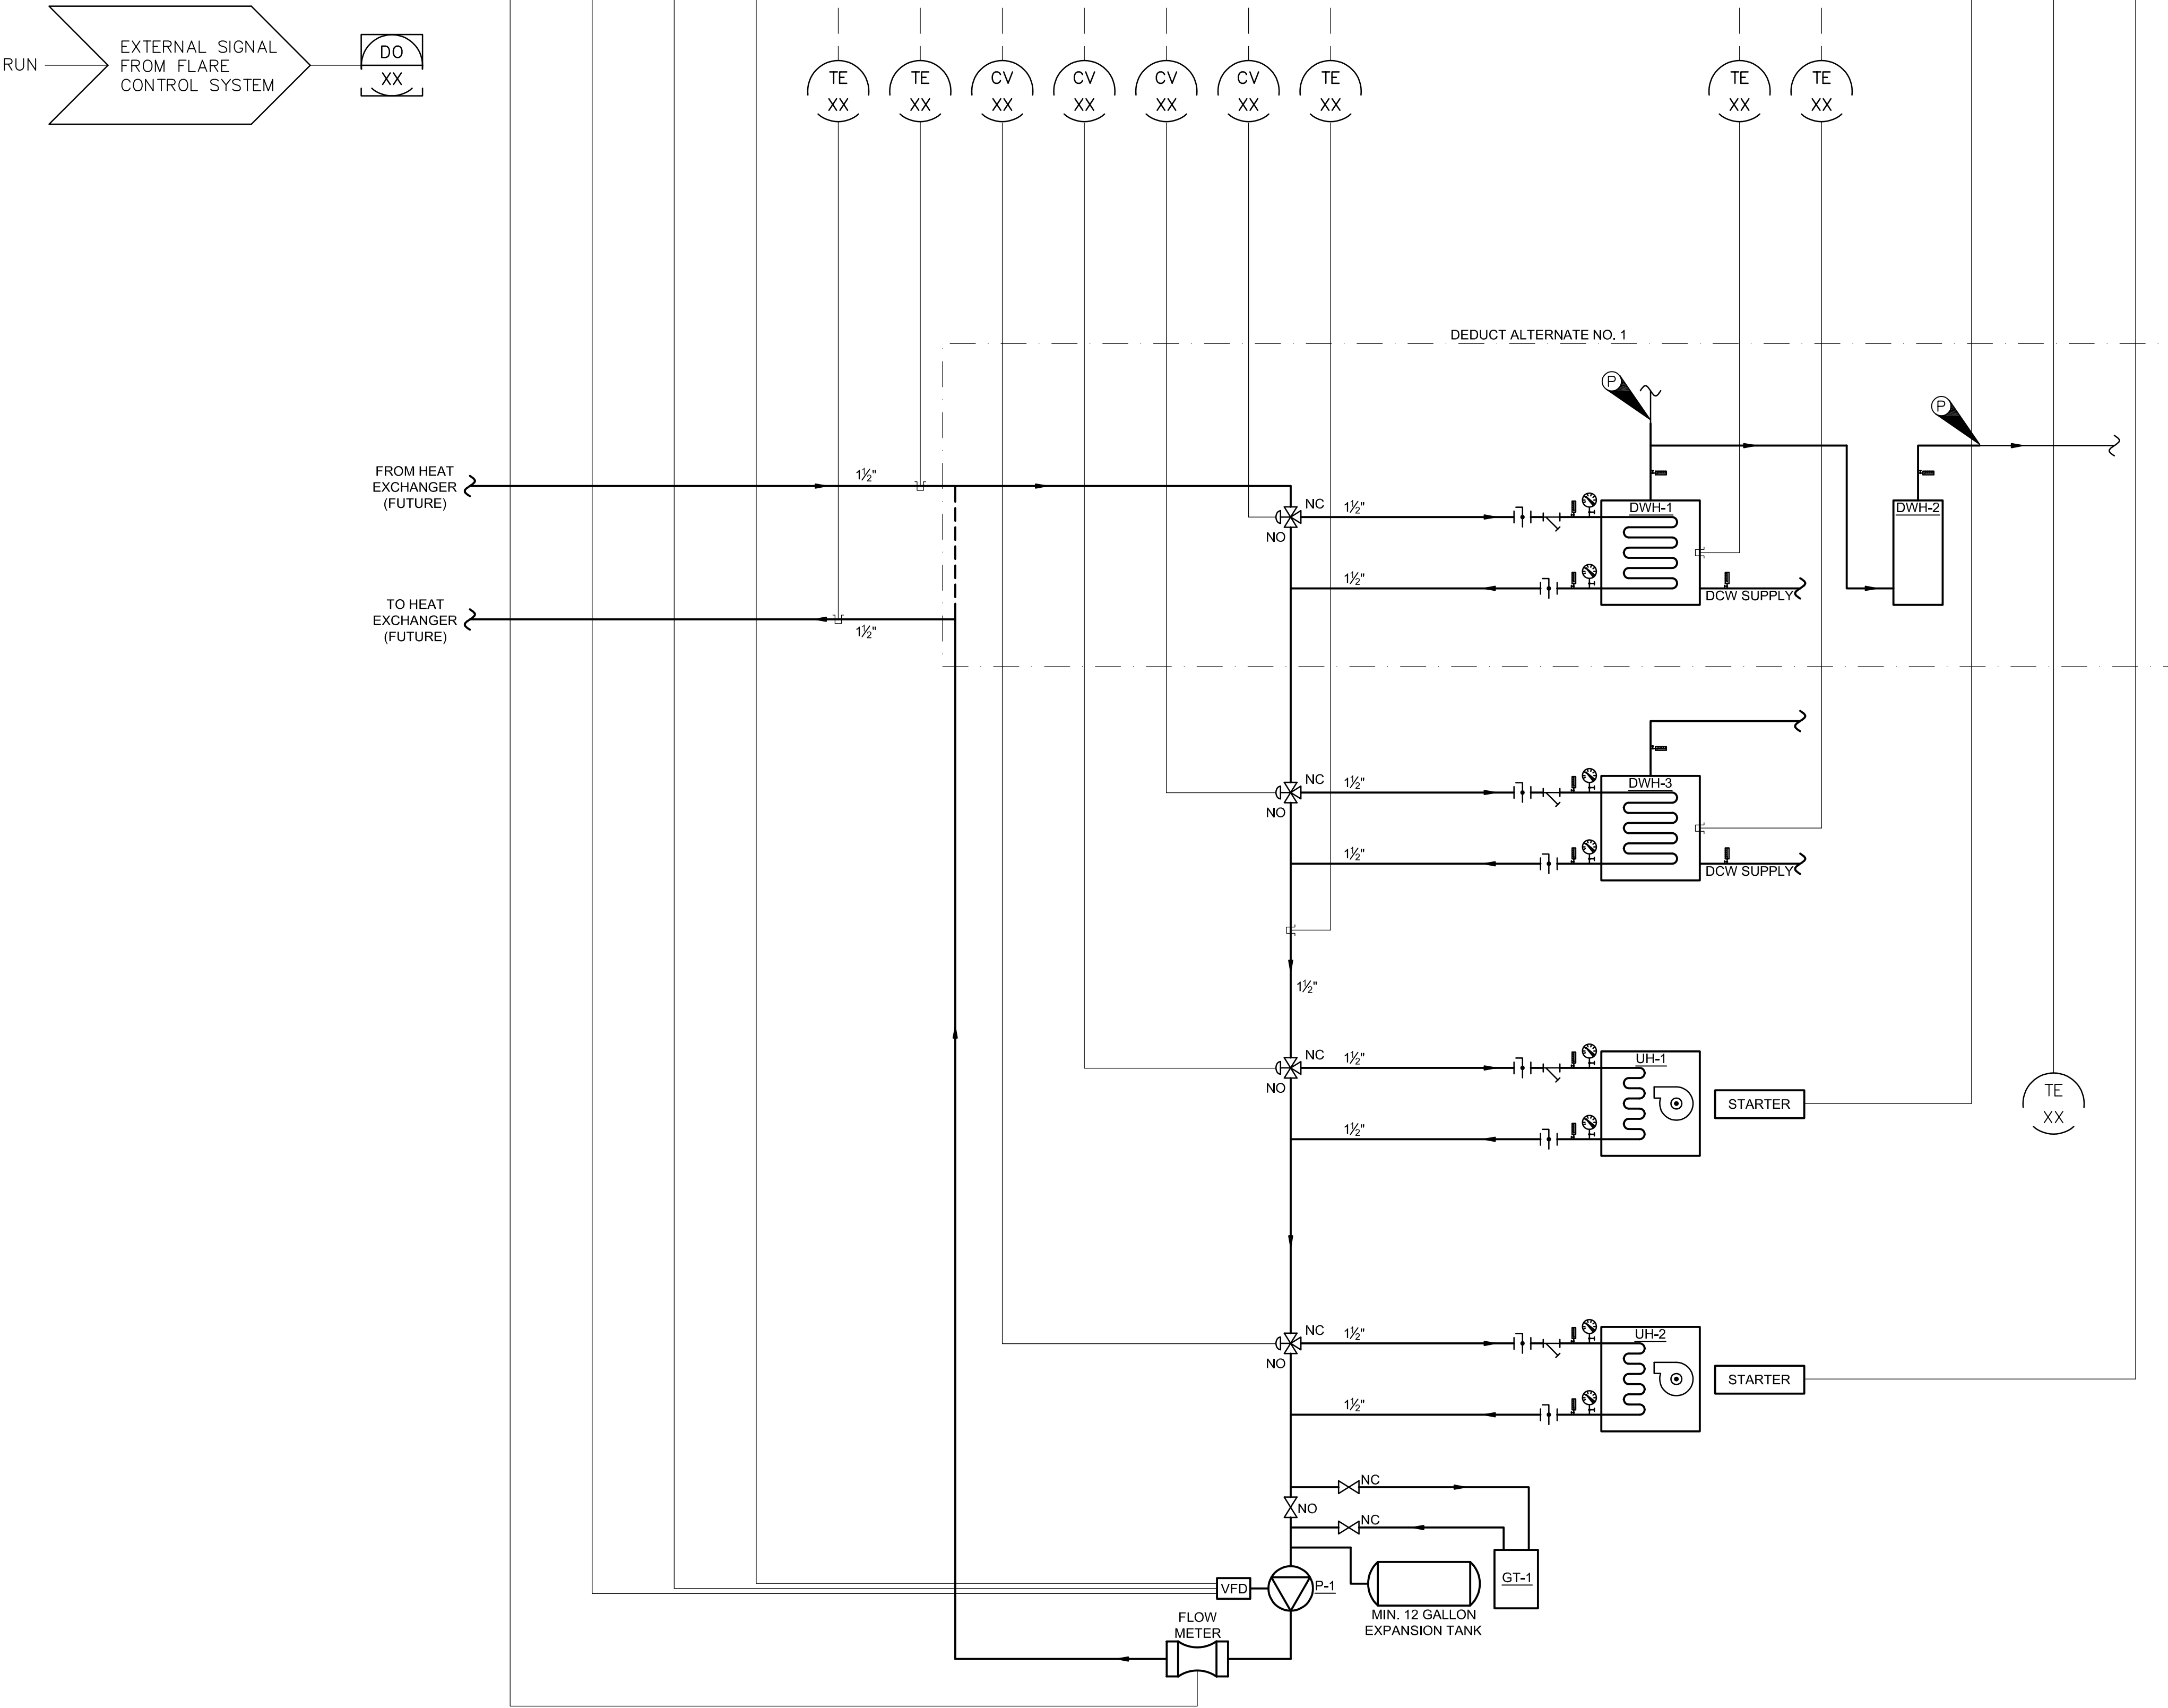 RUN
EXTERNAL SIGNAL
FROM FLARE
CONTROL SYSTEM
DO
XX
TE
XX
TE
XX
CV
XX
CV
XX
CV
XX
CV
XX
TE
XX
TE
XX
TE
XX
DEDUCT ALTERNATE NO. 1
P
P
FROM HEAT
EXCHANGER
(FUTURE)
1½"
NC
1½"
NO
DWH-1
DWH-2
1½"
DCW SUPPLY
TO HEAT
EXCHANGER
(FUTURE)
1½"
NC
1½"
NO
DWH-3
1½"
DCW SUPPLY
1½"
NC
1½"
NO
UH-1
STARTER
TE
XX
1½"
NC
1½"
NO
UH-2
STARTER
1½"
NC
NO
NC
GT-1
VFD
P-1
MIN. 12 GALLON
EXPANSION TANK
FLOW
METER